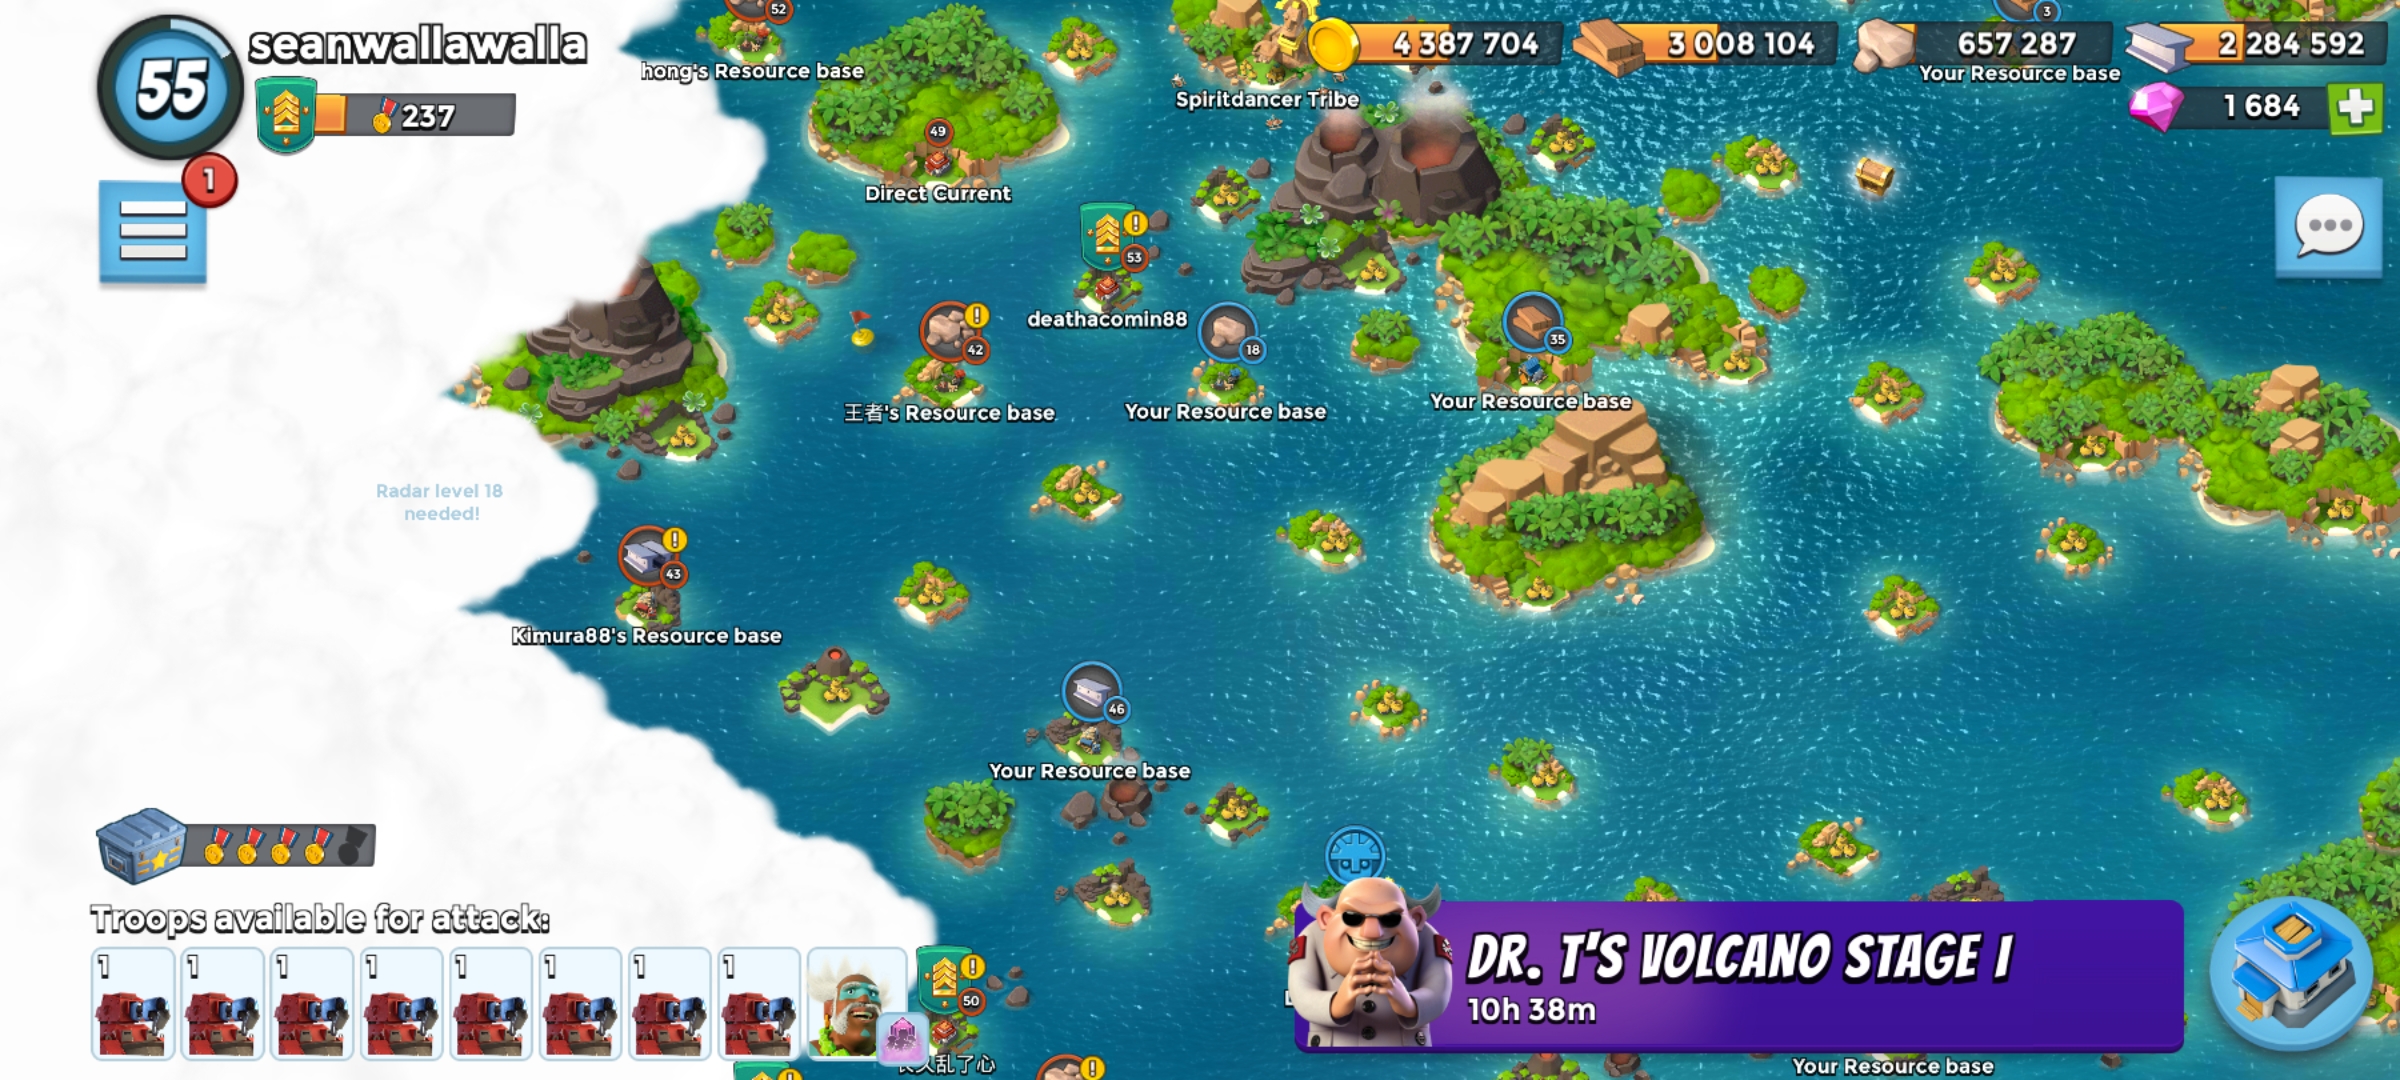 52
3
55
seanwallawalla
4 387 704
3 008 104
657 287
2 284 592
hong's Resource base
Your Resource base
Spiritdancer Tribe
237
1 684
49
1
Direct Current
!
53
deathacomin88
!
42
18
35
王者's Resource base
Your Resource base
Your Resource base
Radar level 18
needed!
!
43
Kimura88's Resource base
46
Your Resource base
Troops available for attack:
1
1
1
1
1
1
1
1
!
50
DR. T'S VOLCANO STAGE I
10h 38m
乱了心
Your Resource base
!
!